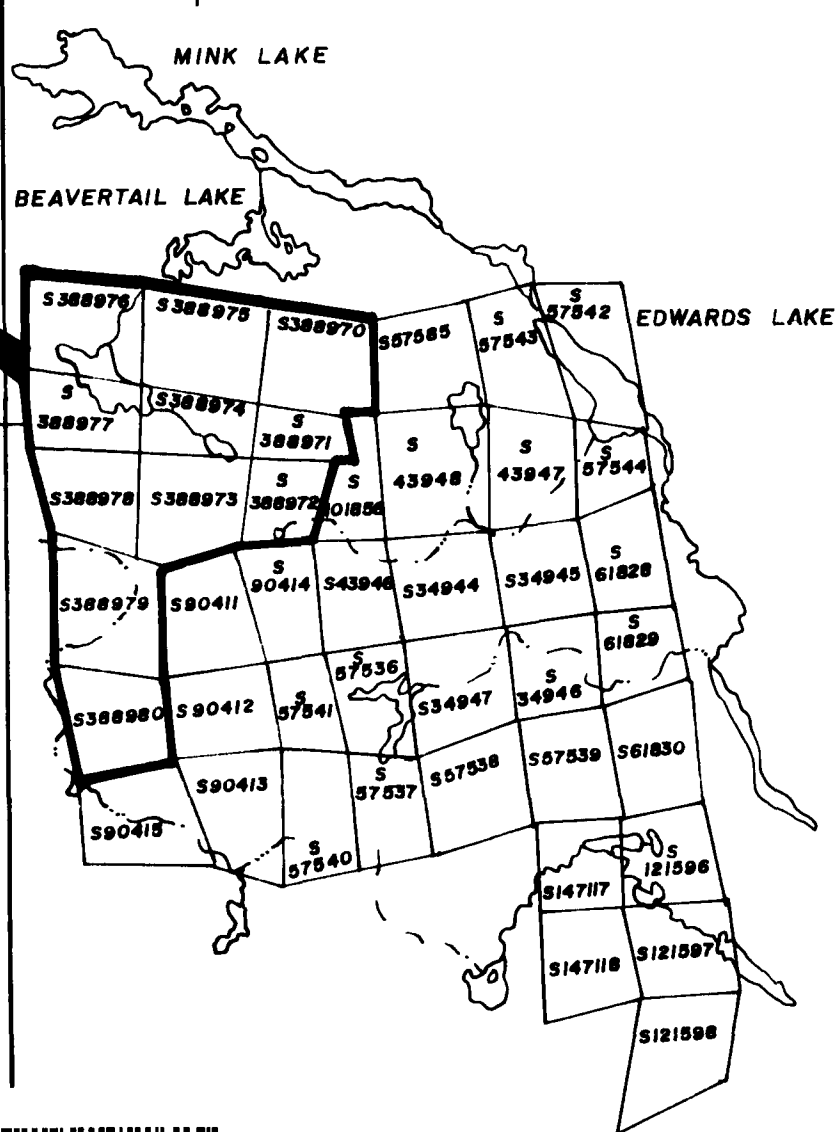 MINK LAKE
BEAVERTAIL LAKE
EDWARDS LAKE
S388976
S388975
S388970
S57585
S
57543
S
57542
S
388977
S388974
S
388971
S
43948
S
43947
S
57544
S388978
S388973
S
388972
S
101856
S388979
S90411
S
90414
S43946
S34944
S34945
S
61828
S
61829
S388980
S90412
S
57541
S
57536
S34947
S
34946
S90413
S
57537
S57538
S57539
S61830
S90415
S
57540
S147117
S
121596
S147118
S121597
S121598